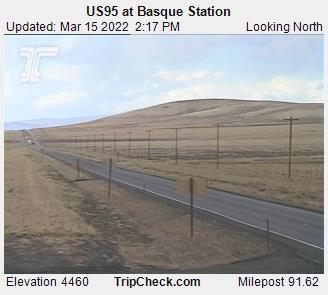 US95 at Basque Station
Updated: Mar 15 2022 2:17 PM Looking North
Elevation 4460 TripCheck.com Milepost 91.62